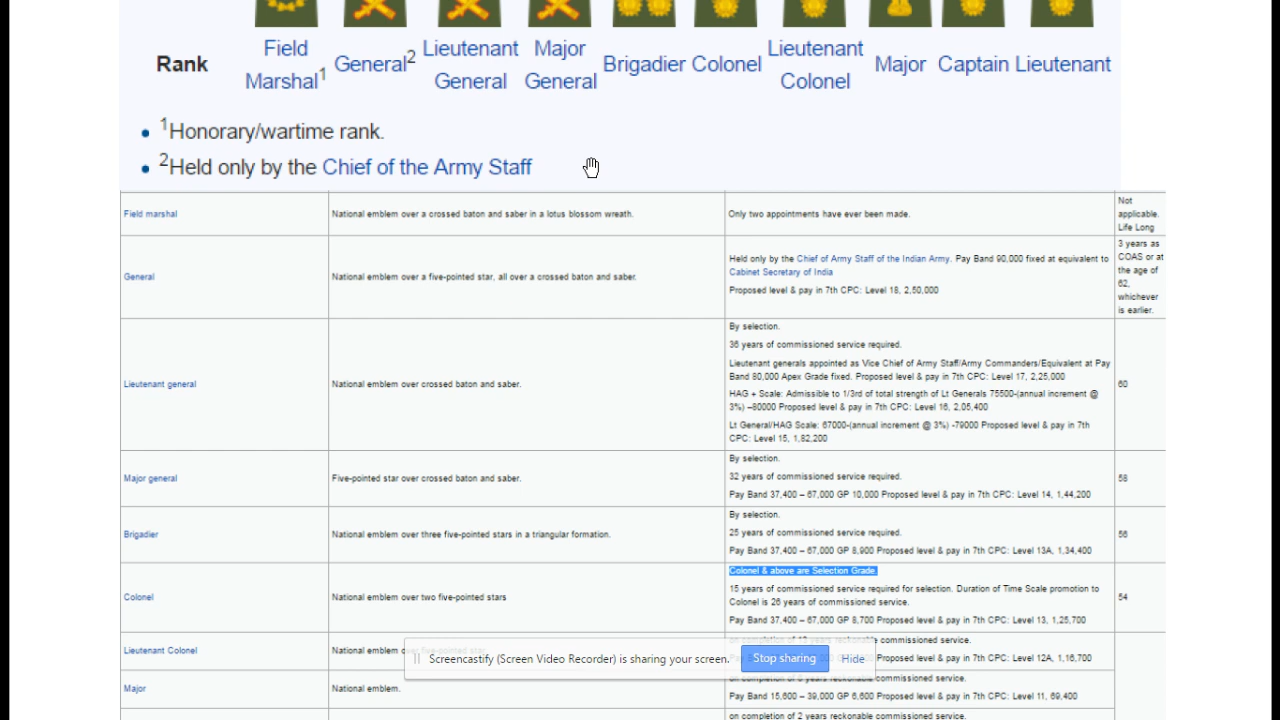 Rank Field Marshal1 General2 Lieutenant General Major General Brigadier Colonel Lieutenant Colonel Major Captain Lieutenant
1Honorary/wartime rank.
2Held only by the Chief of the Army Staff
Field marshal
National emblem over a crossed baton and saber in a lotus blossom wreath.
Only two appointments have ever been made.
Not
applicable.
Life Long
General
National emblem over a five-pointed star, all over a crossed baton and saber.
Held only by the Chief of Army Staff of the Indian Army. Pay Band 90,000 fixed at equivalent to
Cabinet Secretary of India
Proposed level & pay in 7th CPC: Level 18, 2,50,000
3 years as
COAS or at
the age of
62,
whichever
is earlier.
Lieutenant general
National emblem over crossed baton and saber.
By selection.
36 years of commissioned service required.
Lieutenant generals appointed as Vice Chief of Army Staff/Army Commanders/Equivalent at Pay
Band 80,000 Apex Grade fixed. Proposed level & pay in 7th CPC: Level 17, 2,25,000
HAG + Scale: Admissible to 1/3rd of total strength of Lt Generals 75500-(annual increment @
3%) –80000 Proposed level & pay in 7th CPC: Level 16, 2,05,400
Lt General/HAG Scale: 67000-(annual increment @ 3%) -79000 Proposed level & pay in 7th
CPC: Level 15, 1,82,200
60
Major general
Five-pointed star over crossed baton and saber.
By selection.
32 years of commissioned service required.
Pay Band 37,400 – 67,000 GP 10,000 Proposed level & pay in 7th CPC: Level 14, 1,44,200
58
Brigadier
National emblem over three five-pointed stars in a triangular formation.
By selection.
25 years of commissioned service required.
Pay Band 37,400 – 67,000 GP 8,900 Proposed level & pay in 7th CPC: Level 13A, 1,34,400
56
Colonel
National emblem over two five-pointed stars
Colonel & above are Selection Grade.
15 years of commissioned service required for selection. Duration of Time Scale promotion to
Colonel is 26 years of commissioned service.
Pay Band 37,400 – 67,000 GP 8,700 Proposed level & pay in 7th CPC: Level 13, 1,25,700
54
Lieutenant Colonel
National emblem over five-pointed star
on completion of 13 years reckonable commissioned service.
Proposed level & pay in 7th CPC: Level 12A, 1,16,700
Screencastify (Screen Video Recorder) is sharing your screen. Stop sharing Hide
Major
National emblem.
on completion of 6 years reckonable commissioned service.
Pay Band 15,600 – 39,000 GP 6,600 Proposed level & pay in 7th CPC: Level 11, 69,400
on completion of 2 years reckonable commissioned service.